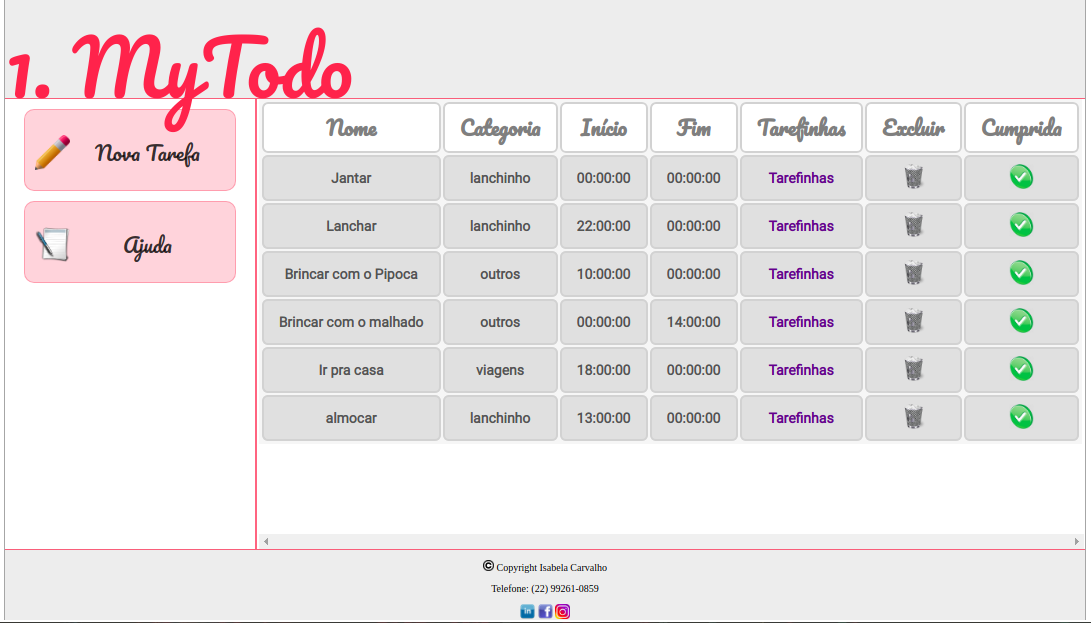 1. MyTodo
Nova Tarefa
Ajuda
Nome Categoria Início Fim Tarefinhas Excluir Cumprida
Jantar lanchinho 00:00:00 00:00:00 Tarefinhas
Lanchar lanchinho 22:00:00 00:00:00 Tarefinhas
Brincar com o Pipoca outros 10:00:00 00:00:00 Tarefinhas
Brincar com o malhado outros 00:00:00 14:00:00 Tarefinhas
Ir pra casa viagens 18:00:00 00:00:00 Tarefinhas
almocar lanchinho 13:00:00 00:00:00 Tarefinhas
© Copyright Isabela Carvalho
Telefone: (22) 99261-0859
in f